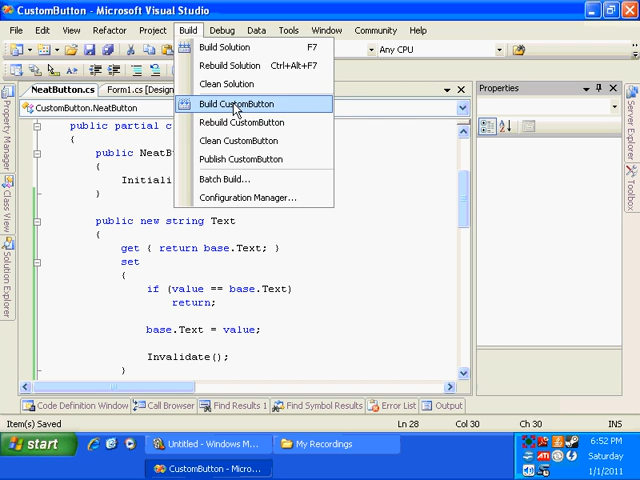 CustomButton - Microsoft Visual Studio
File Edit View Refactor Project Build Debug Data Tools Window Community Help
Any CPU
Build Solution F7
Rebuild Solution Ctrl+Alt+F7
Clean Solution
Build CustomButton
Rebuild CustomButton
Clean CustomButton
Publish CustomButton
Batch Build...
Configuration Manager...
NeatButton.cs Form1.cs [Design
CustomButton.NeatButton
public partial c
{
public NeatB
{
Initiali
}
public new string Text
{
get { return base.Text; }
set
{
if (value == base.Text)
return;
base.Text = value;
Invalidate();
}
Property Manager
Class View
Solution Explorer
Properties
Server Explorer
Toolbox
Code Definition Window Call Browser Find Results 1 Find Symbol Results Error List Output
Item(s) Saved Ln 28 Col 30 Ch 30 INS
start Untitled - Windows M... My Recordings
CustomButton - Micro...
6:52 PM
Saturday
1/1/2011